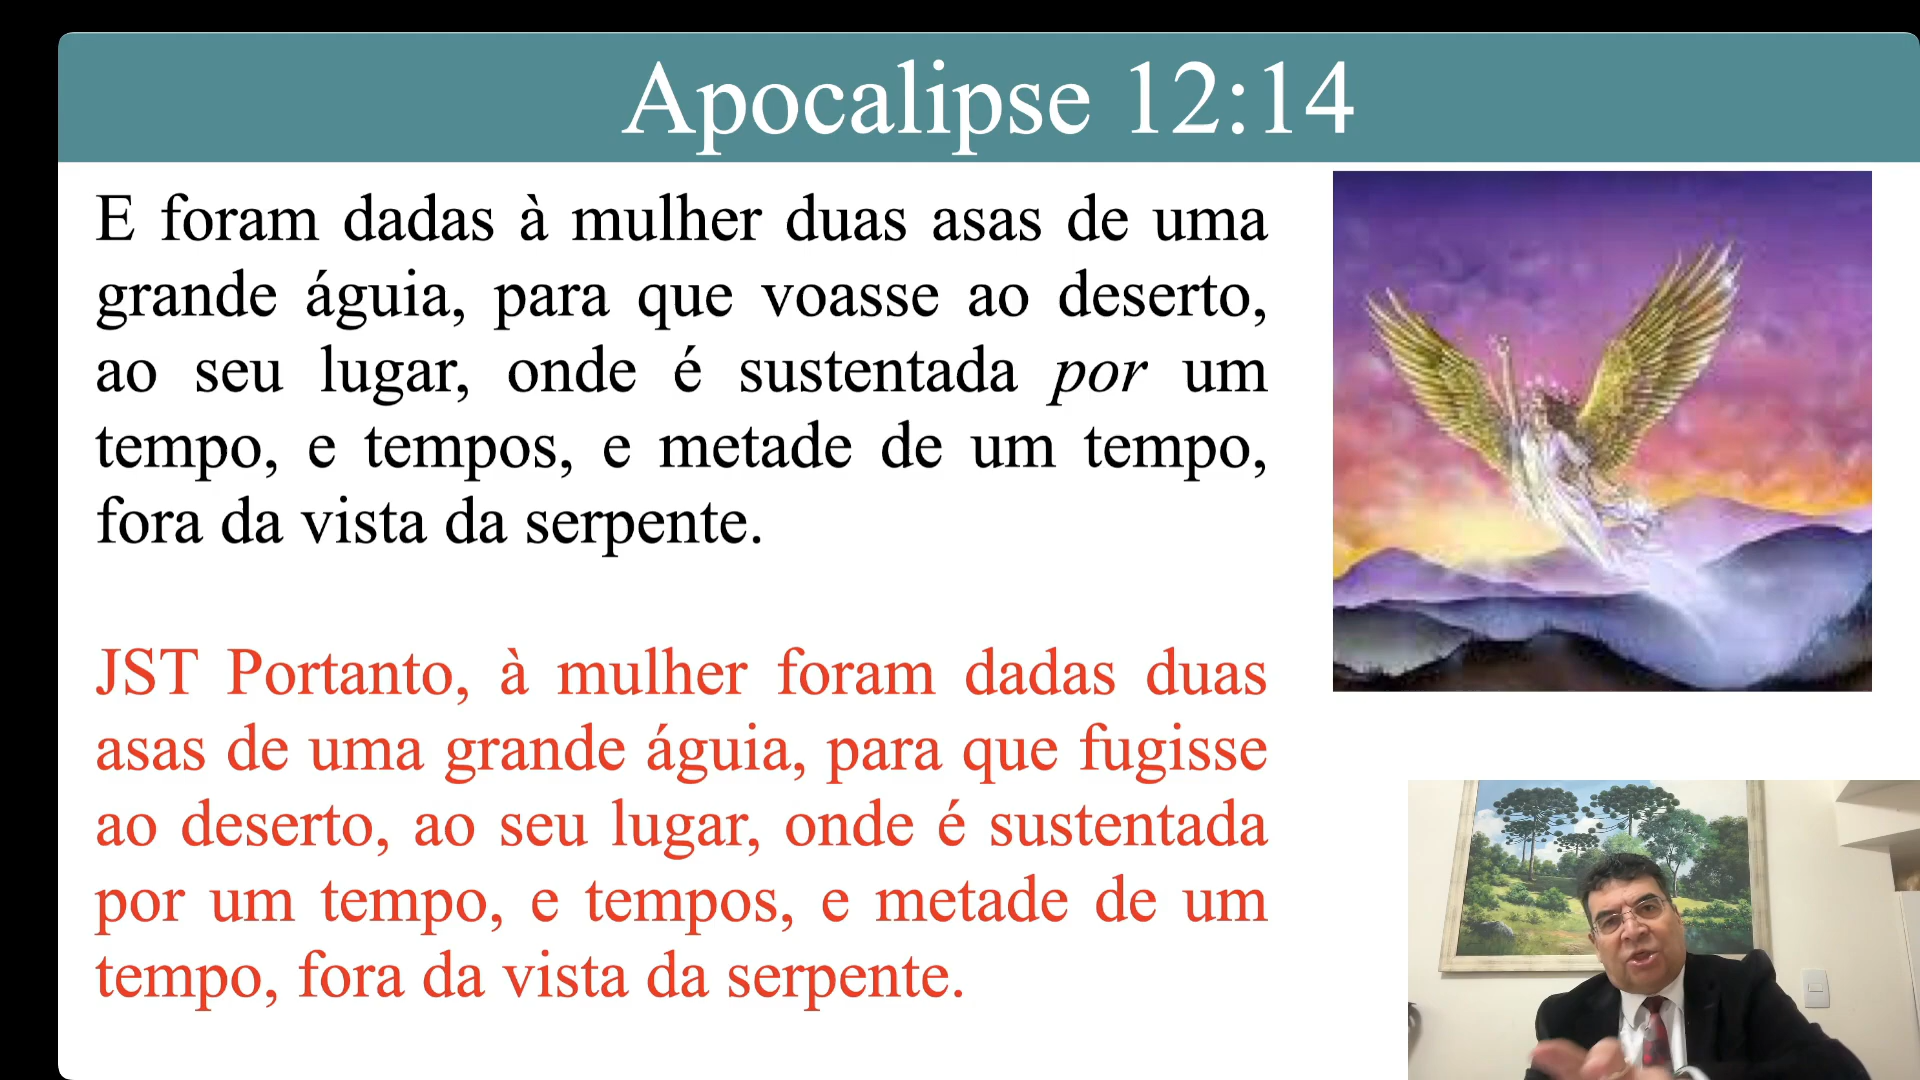 Apocalipse 12:14
E foram dadas à mulher duas asas de uma
grande águia, para que voasse ao deserto,
ao seu lugar, onde é sustentada por um
tempo, e tempos, e metade de um tempo,
fora da vista da serpente.
JST Portanto, à mulher foram dadas duas
asas de uma grande águia, para que fugisse
ao deserto, ao seu lugar, onde é sustentada
por um tempo, e tempos, e metade de um
tempo, fora da vista da serpente.